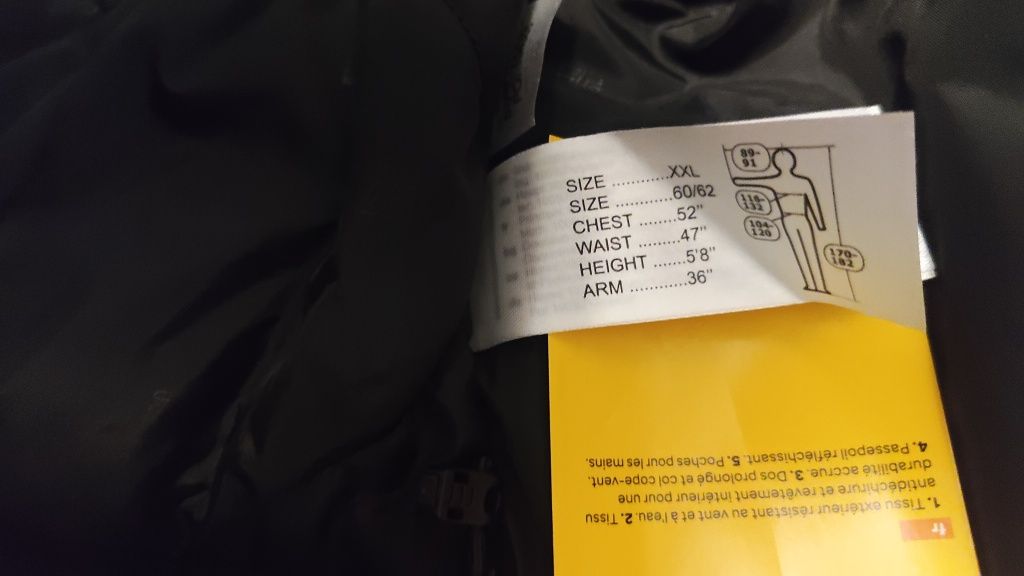 SIZE ............XXL
SIZE ............60/62
CHEST ........52"
WAIST ........47"
HEIGHT .......5'8"
ARM ............36"
89-
91
116-
132
104-
120
170-
182
fr
1. Tissu extérieur résistant au vent et à l'eau. 2. Tissu
antidéchirure et revêtement intérieur pour une
durabilité accrue. 3. Dos prolongé et col cope-vent.
4. Passepoil réfléchissant. 5. Poches pour les mains.